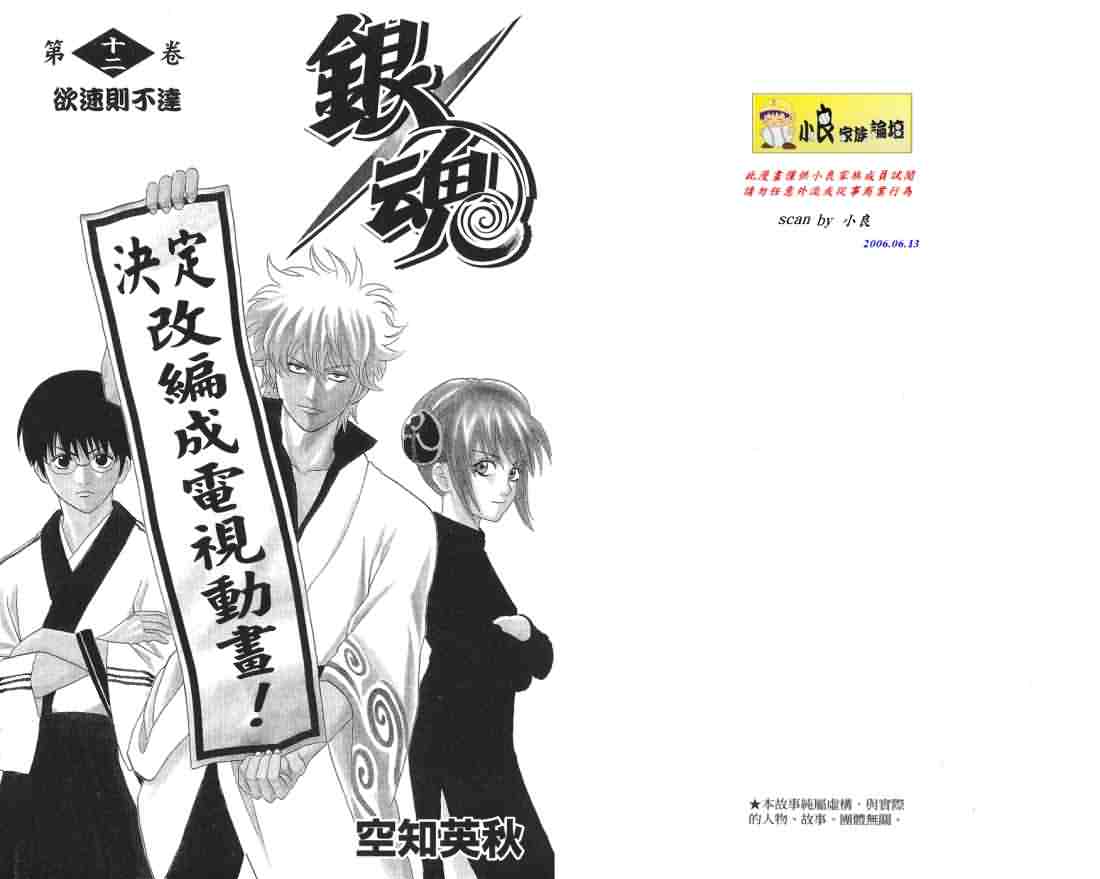 第十二卷
欲速則不達
銀魂
決定改編成電視動畫！
空知英秋
小良家族論壇
此漫畫僅供小良家族成員試閱
請勿任意外流或從事商業行為
scan by 小良
2006.06.13
★本故事純屬虛構，與實際
的人物、故事、團體無關。